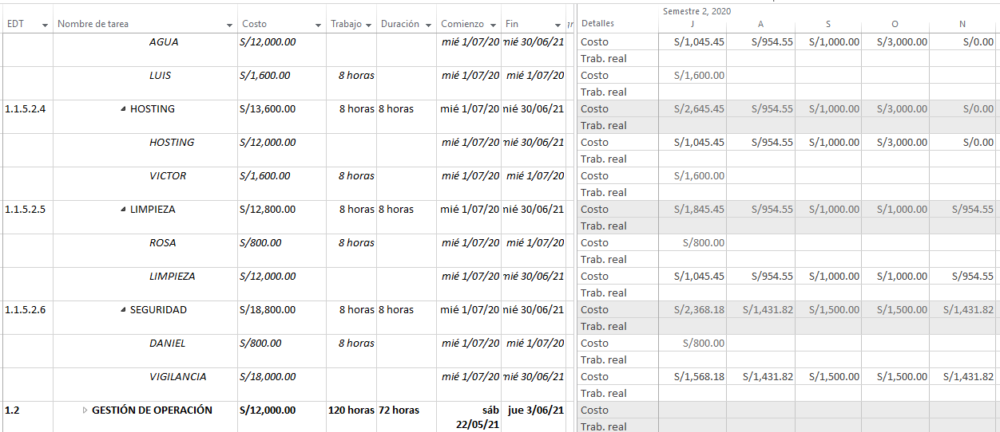 Semestre 2, 2020
EDT Nombre de tarea Costo Trabajo Duración Comienzo Fin Detalles J A S O N
AGUA S/12,000.00 mié 1/07/20 mié 30/06/21 Costo S/1,045.45 S/954.55 S/1,000.00 S/3,000.00 S/0.00
Trab. real
LUIS S/1,600.00 8 horas mié 1/07/20 mié 1/07/20 Costo S/1,600.00
Trab. real
1.1.5.2.4 HOSTING S/13,600.00 8 horas 8 horas mié 1/07/20 nié 30/06/21 Costo S/2,645.45 S/954.55 S/1,000.00 S/3,000.00 S/0.00
Trab. real
HOSTING S/12,000.00 mié 1/07/20 mié 30/06/21 Costo S/1,045.45 S/954.55 S/1,000.00 S/3,000.00 S/0.00
Trab. real
VICTOR S/1,600.00 8 horas mié 1/07/20 mié 1/07/20 Costo S/1,600.00
Trab. real
1.1.5.2.5 LIMPIEZA S/12,800.00 8 horas 8 horas mié 1/07/20 nié 30/06/21 Costo S/1,845.45 S/954.55 S/1,000.00 S/1,000.00 S/954.55
Trab. real
ROSA S/800.00 8 horas mié 1/07/20 mié 1/07/20 Costo S/800.00
Trab. real
LIMPIEZA S/12,000.00 mié 1/07/20 mié 30/06/21 Costo S/1,045.45 S/954.55 S/1,000.00 S/1,000.00 S/954.55
Trab. real
1.1.5.2.6 SEGURIDAD S/18,800.00 8 horas 8 horas mié 1/07/20 nié 30/06/21 Costo S/2,368.18 S/1,431.82 S/1,500.00 S/1,500.00 S/1,431.82
Trab. real
DANIEL S/800.00 8 horas mié 1/07/20 mié 1/07/20 Costo S/800.00
Trab. real
VIGILANCIA S/18,000.00 mié 1/07/20 mié 30/06/21 Costo S/1,568.18 S/1,431.82 S/1,500.00 S/1,500.00 S/1,431.82
Trab. real
1.2 GESTIÓN DE OPERACIÓN S/12,000.00 120 horas 72 horas sáb jue 3/06/21 Costo
22/05/21 Trab. real